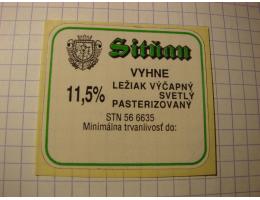 Sitňan
VYHNE
11,5% LEŽIAK VÝČAPNÝ
SVETLÝ
PASTERIZOVANÝ
STN 56 6635
Minimálna trvanlivosť do: